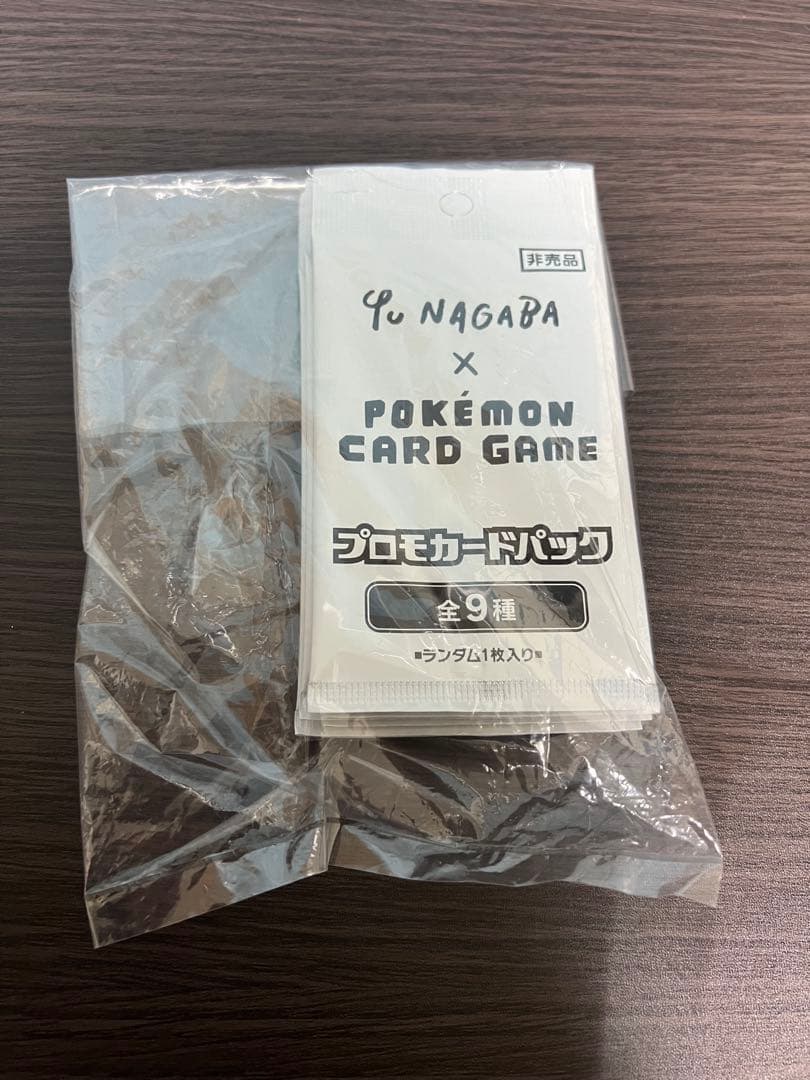 非売品
Yu NAGABA
×
POKÉMON
CARD GAME
プロモカードパック
全9種
■ランダム1枚入り■